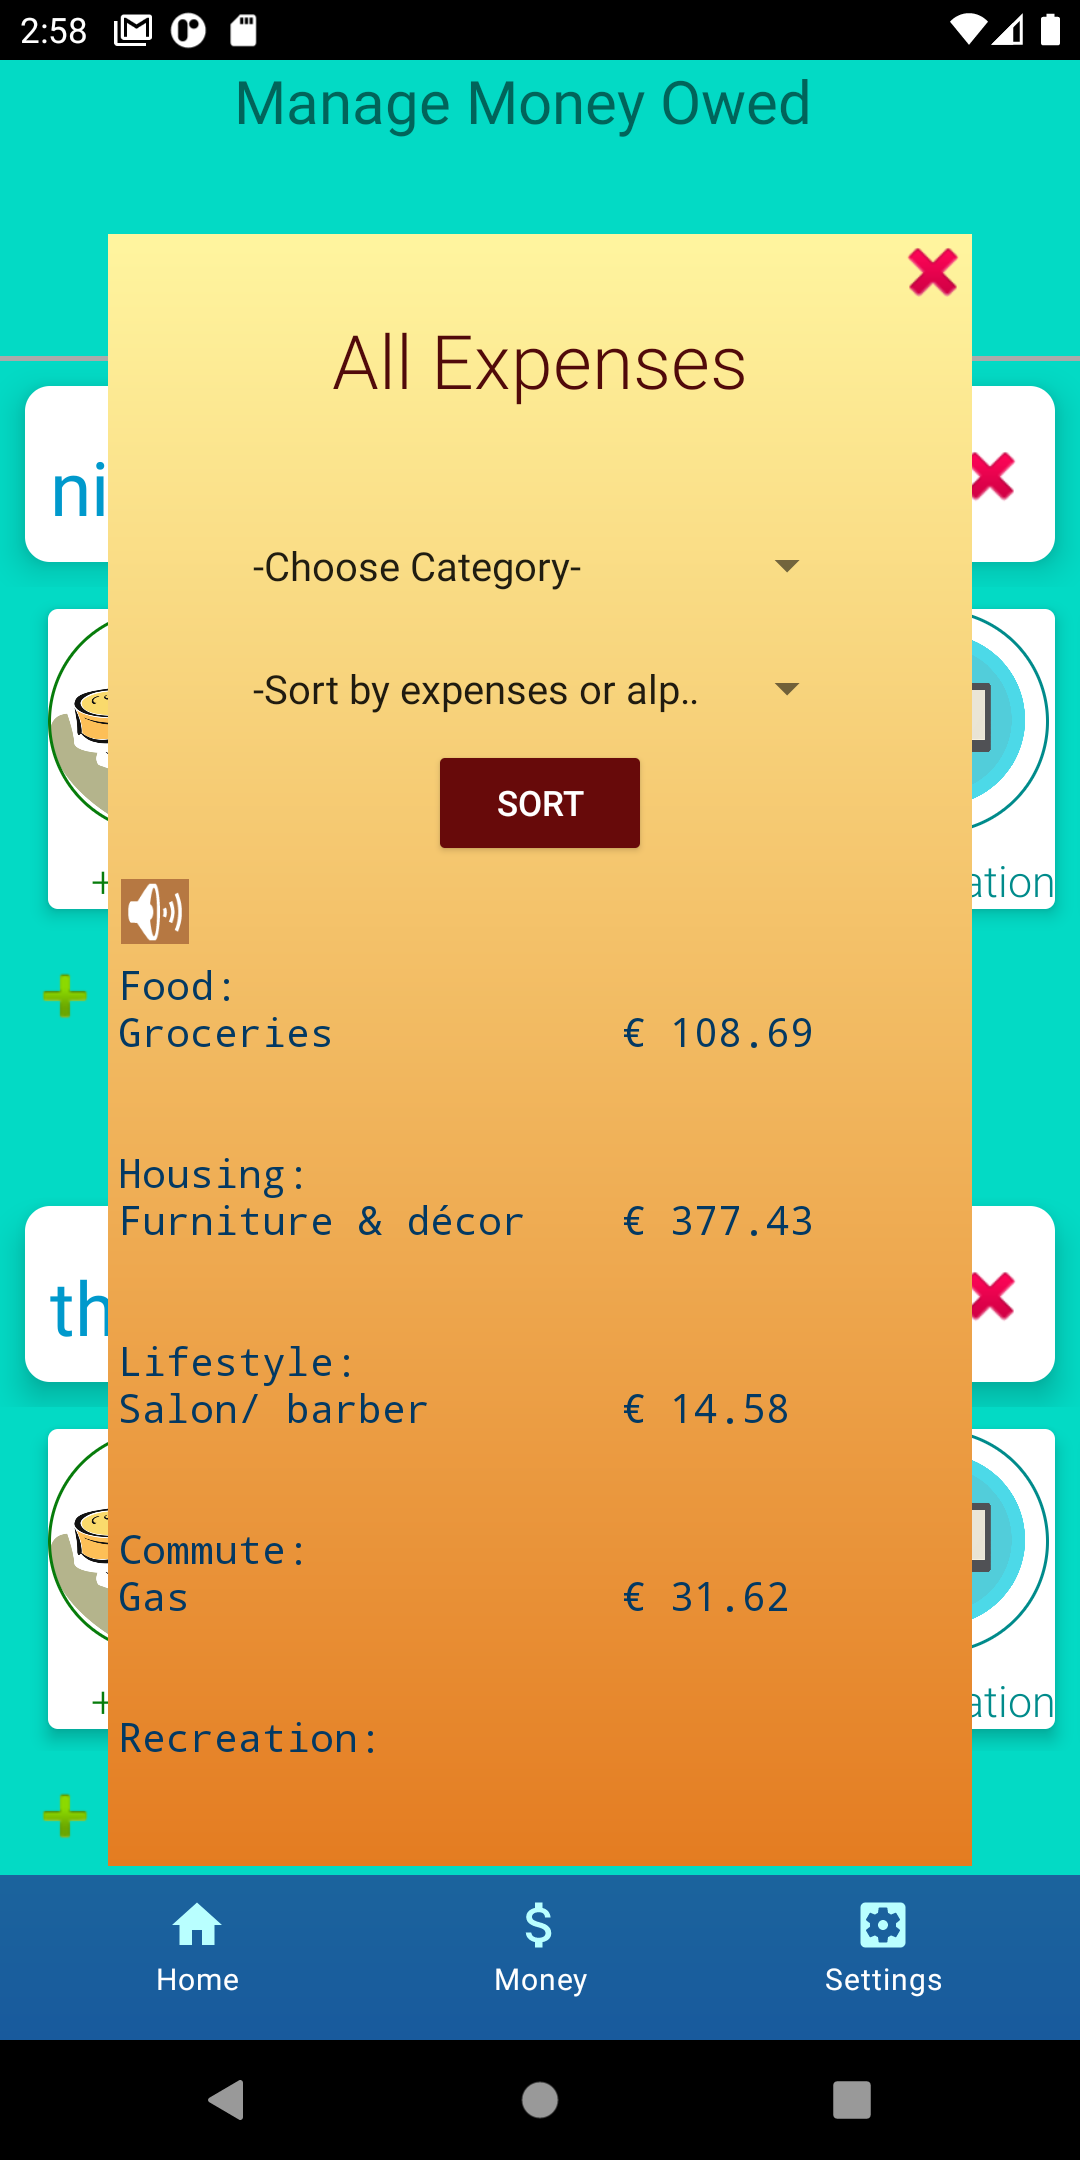 2:58
Manage Money Owed
All Expenses
ni
-Choose Category-
-Sort by expenses or alp..
SORT
+
ation
Food:
Groceries € 108.69
Housing:
Furniture & décor € 377.43
th
Lifestyle:
Salon/ barber € 14.58
Commute:
Gas € 31.62
+
ation
Recreation:
Home
Money
Settings